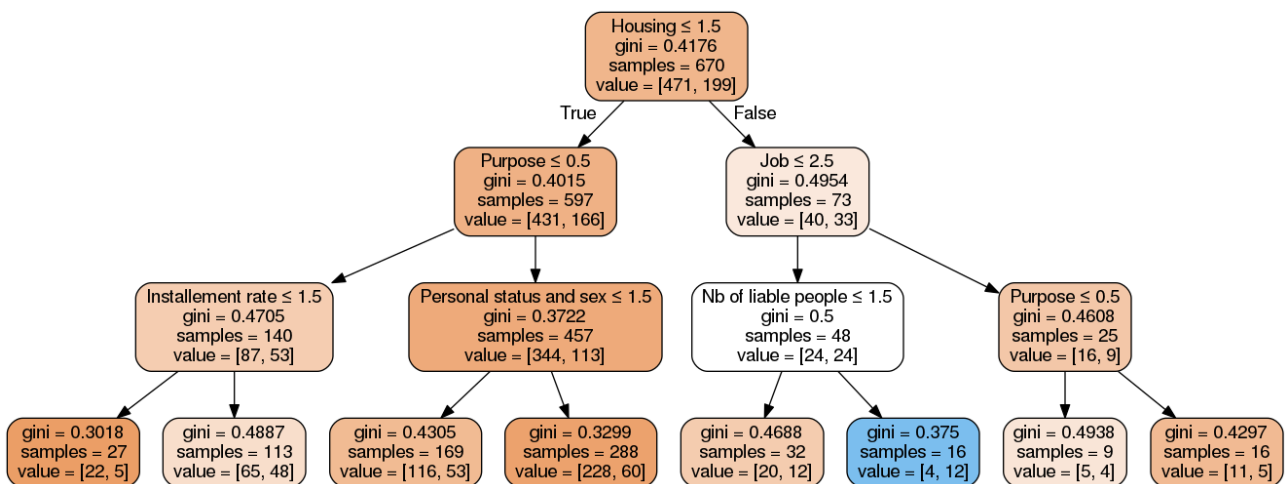 Housing ≤ 1.5
gini = 0.4176
samples = 670
value = [471, 199]
True
False
Purpose ≤ 0.5
gini = 0.4015
samples = 597
value = [431, 166]
Job ≤ 2.5
gini = 0.4954
samples = 73
value = [40, 33]
Installement rate ≤ 1.5
gini = 0.4705
samples = 140
value = [87, 53]
Personal status and sex ≤ 1.5
gini = 0.3722
samples = 457
value = [344, 113]
Nb of liable people ≤ 1.5
gini = 0.5
samples = 48
value = [24, 24]
Purpose ≤ 0.5
gini = 0.4608
samples = 25
value = [16, 9]
gini = 0.3018
samples = 27
value = [22, 5]
gini = 0.4887
samples = 113
value = [65, 48]
gini = 0.4305
samples = 169
value = [116, 53]
gini = 0.3299
samples = 288
value = [228, 60]
gini = 0.4688
samples = 32
value = [20, 12]
gini = 0.375
samples = 16
value = [4, 12]
gini = 0.4938
samples = 9
value = [5, 4]
gini = 0.4297
samples = 16
value = [11, 5]